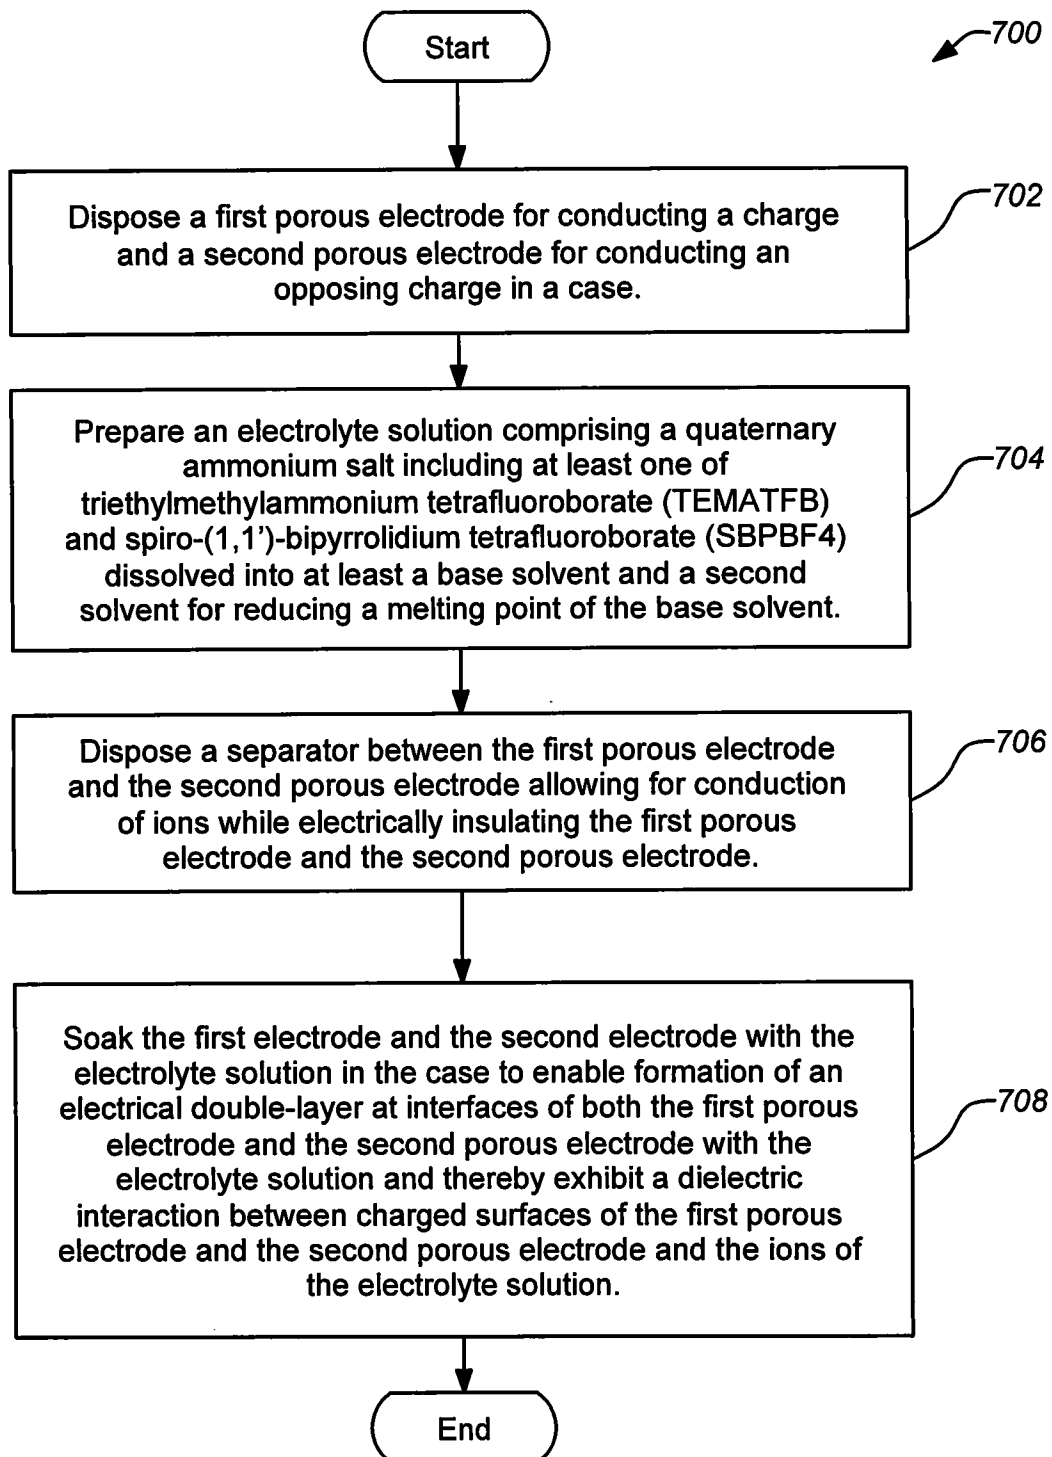 Start
700
Dispose a first porous electrode for conducting a charge
and a second porous electrode for conducting an
opposing charge in a case.
702
Prepare an electrolyte solution comprising a quaternary
ammonium salt including at least one of
triethylmethylammonium tetrafluoroborate (TEMATFB)
and spiro-(1,1')-bipyrrolidium tetrafluoroborate (SBPBF4)
dissolved into at least a base solvent and a second
solvent for reducing a melting point of the base solvent.
704
Dispose a separator between the first porous electrode
and the second porous electrode allowing for conduction
of ions while electrically insulating the first porous
electrode and the second porous electrode.
706
Soak the first electrode and the second electrode with the
electrolyte solution in the case to enable formation of an
electrical double-layer at interfaces of both the first porous
electrode and the second porous electrode with the
electrolyte solution and thereby exhibit a dielectric
interaction between charged surfaces of the first porous
electrode and the second porous electrode and the ions of
the electrolyte solution.
708
End